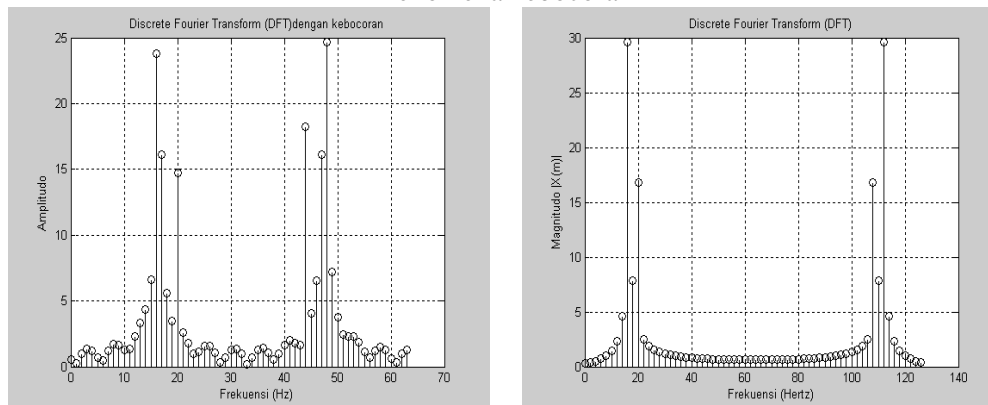 Discrete Fourier Transform (DFT)dengan kebocoran
25
20
15
10
5
0
Amplitudo
0 10 20 30 40 50 60 70
Frekuensi (Hz)
Discrete Fourier Transform (DFT)
30
25
20
15
10
5
0
Magnitudo |X(m)|
0 20 40 60 80 100 120 140
Frekuensi (Hertz)